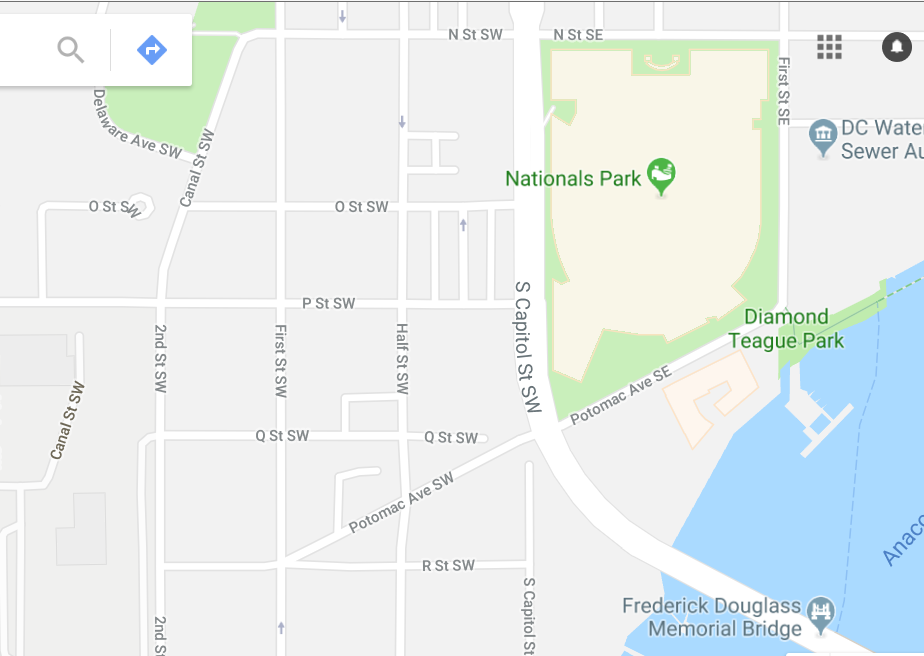 N St SW
N St SE
First St SE
Delaware Ave SW
Canal St SW
DC Wate
Sewer Au
Nationals Park
O St SW
O St SW
P St SW
S Capitol St SW
Diamond
Teague Park
2nd St SW
First St SW
Half St SW
Canal St SW
Potomac Ave SE
Q St SW
Q St SW
Potomac Ave SW
R St SW
Anaco
S Capitol St
2nd St
Frederick Douglass
Memorial Bridge